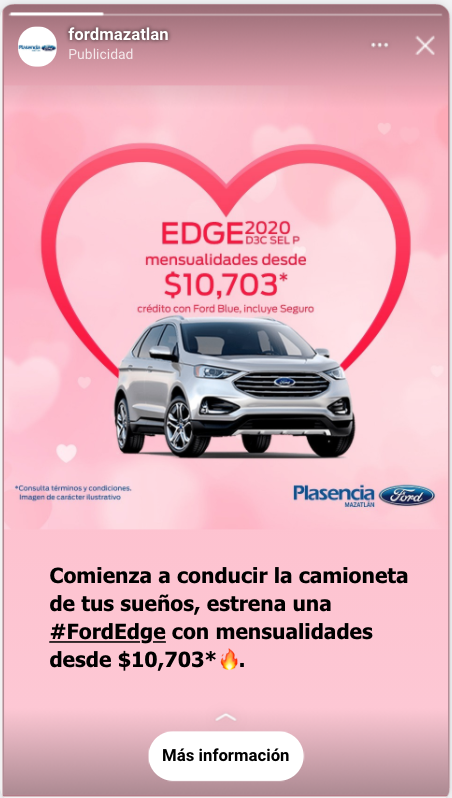 fordmazatlan
Publicidad
EDGE 2020
D3C SEL P
mensualidades desde
$10,703*
crédito con Ford Blue, incluye Seguro
*Consulta términos y condiciones.
Imagen de carácter ilustrativo
Plasencia Ford
MAZATLÁN
Comienza a conducir la camioneta
de tus sueños, estrena una
#FordEdge con mensualidades
desde $10,703*🔥.
Más información